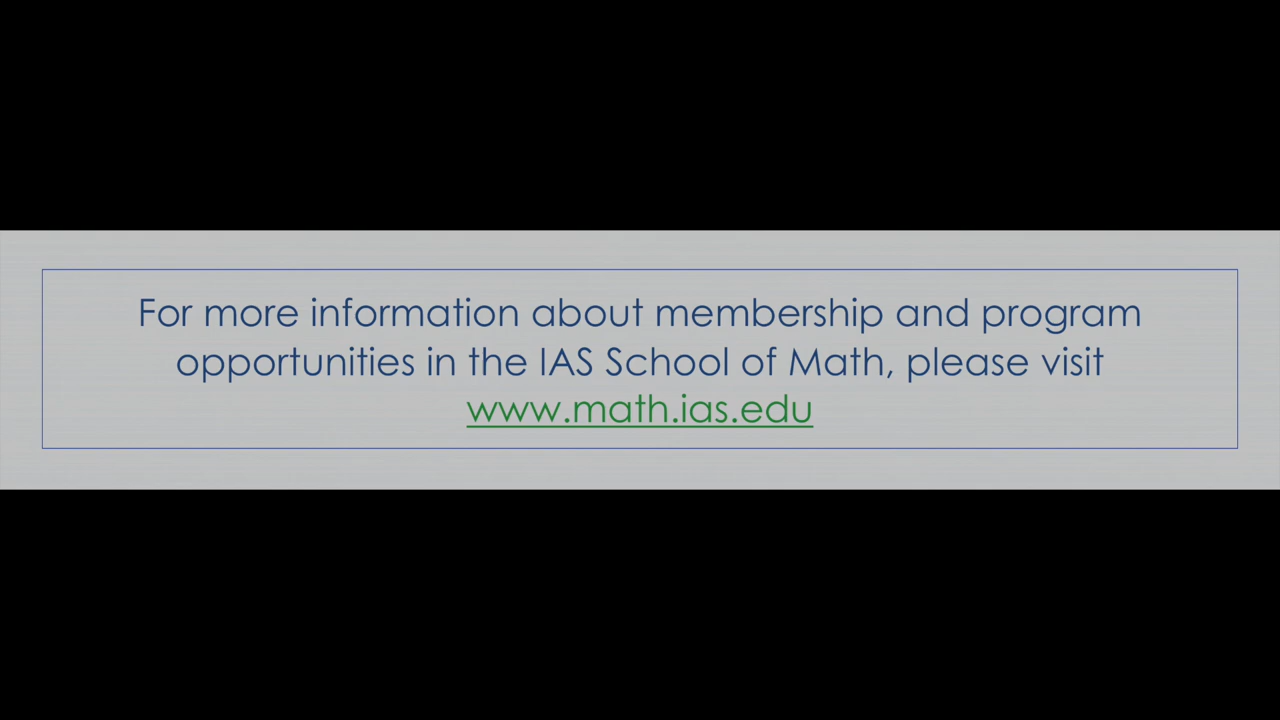 For more information about membership and program
opportunities in the IAS School of Math, please visit
www.math.ias.edu